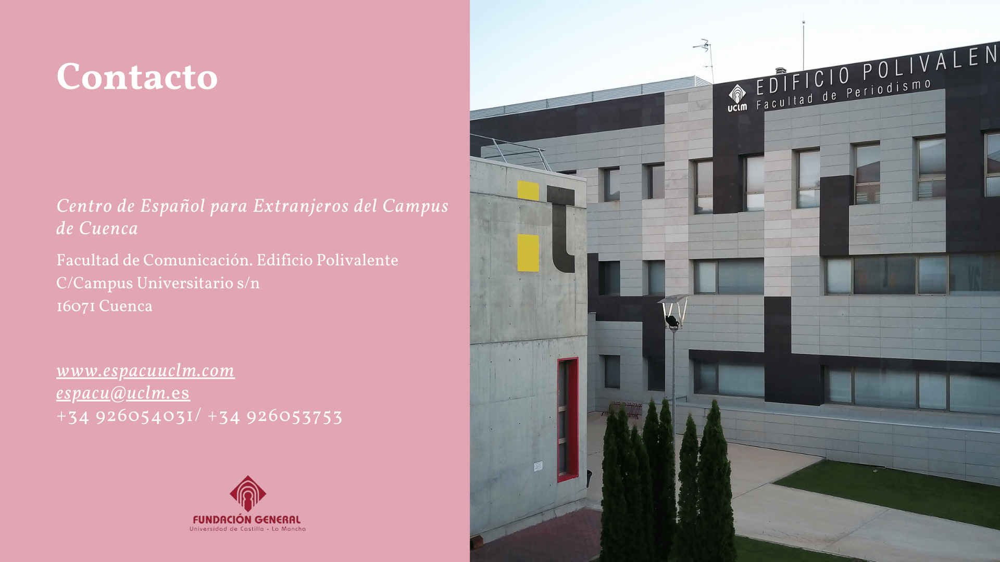 Contacto
Centro de Español para Extranjeros del Campus
de Cuenca
Facultad de Comunicación. Edificio Polivalente
C/Campus Universitario s/n
16071 Cuenca
www.espacuuclm.com
espacu@uclm.es
+34 926054031/ +34 926053753
FUNDACIÓN GENERAL
Universidad de Castilla - La Mancha
EDIFICIO POLIVALEN
UCLM
Facultad de Periodismo
it